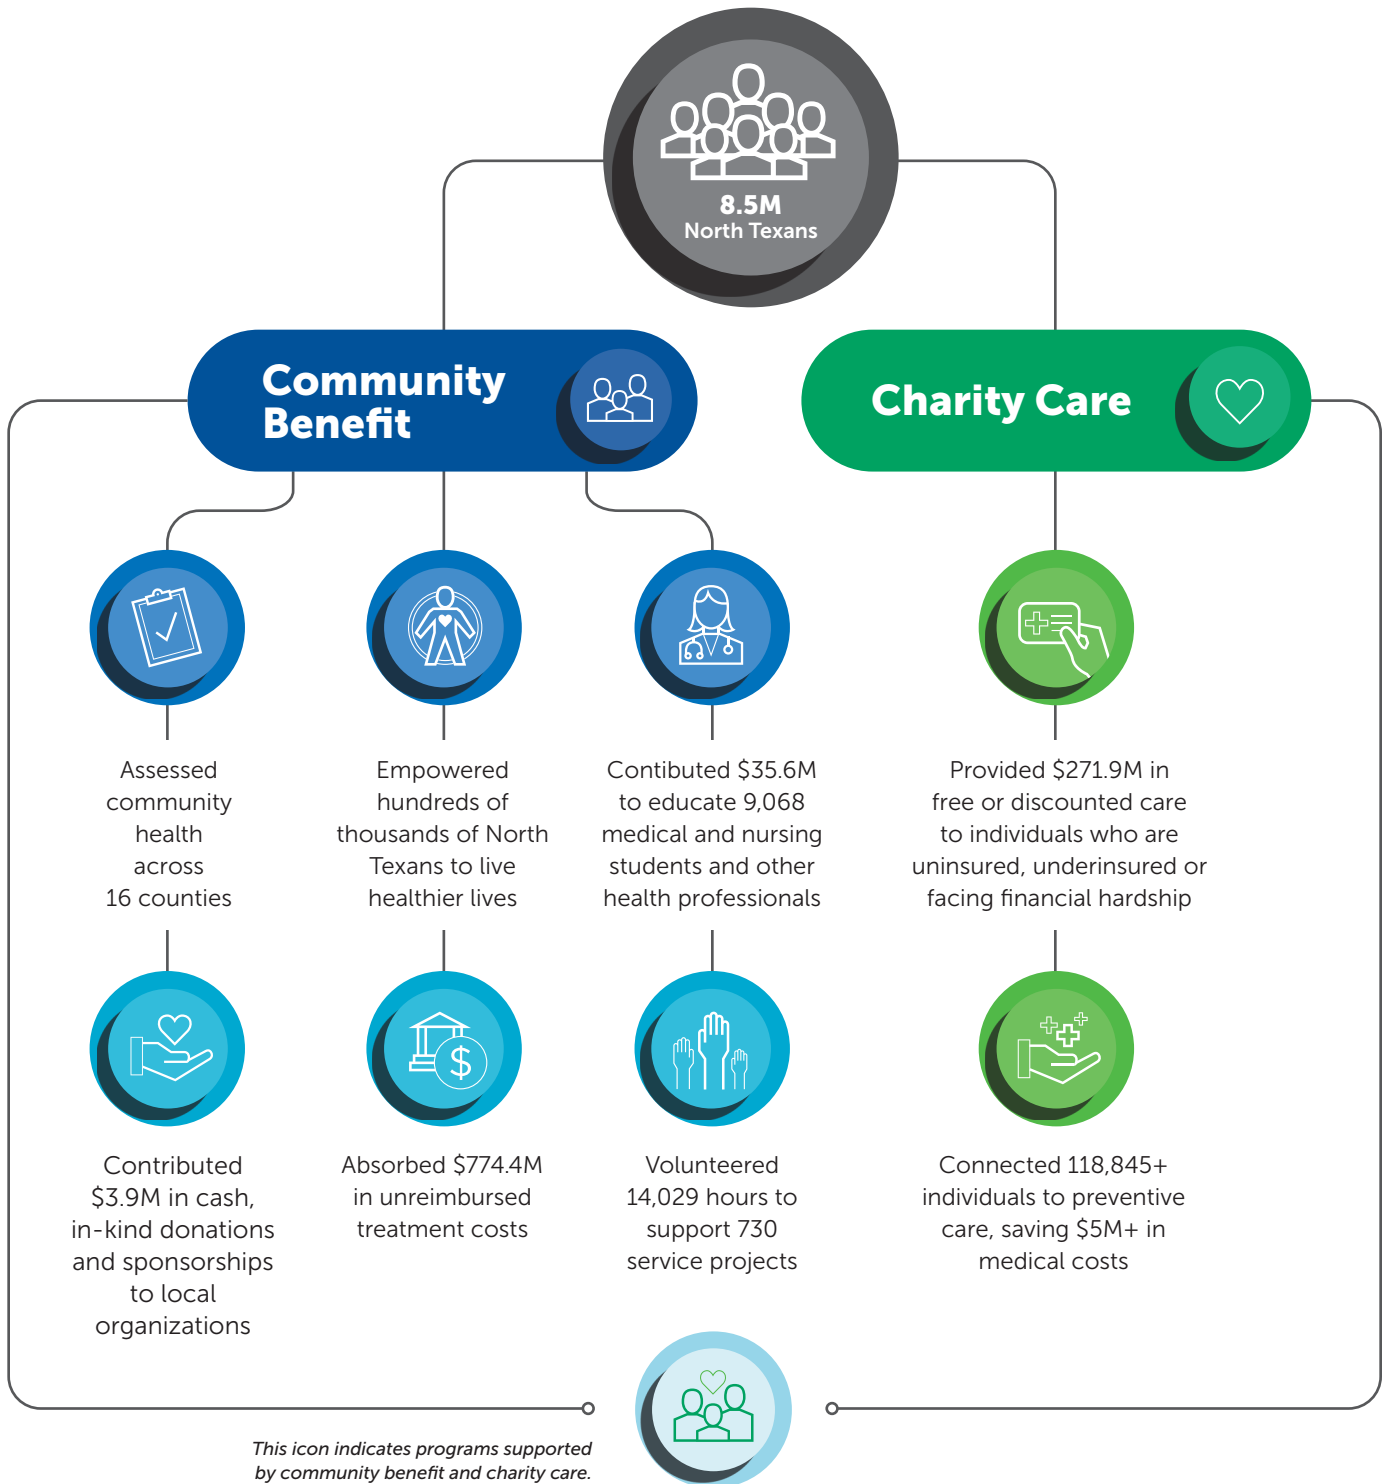 8.5M
North Texans
Community
Benefit
Charity Care
Assessed
community
health
across
16 counties
Empowered
hundreds of
thousands of North
Texans to live
healthier lives
Contibuted $35.6M
to educate 9,068
medical and nursing
students and other
health professionals
Provided $271.9M in
free or discounted care
to individuals who are
uninsured, underinsured or
facing financial hardship
$
Contributed
$3.9M in cash,
in-kind donations
and sponsorships
to local
organizations
Absorbed $774.4M
in unreimbursed
treatment costs
Volunteered
14,029 hours to
support 730
service projects
Connected 118,845+
individuals to preventive
care, saving $5M+ in
medical costs
This icon indicates programs supported
by community benefit and charity care.